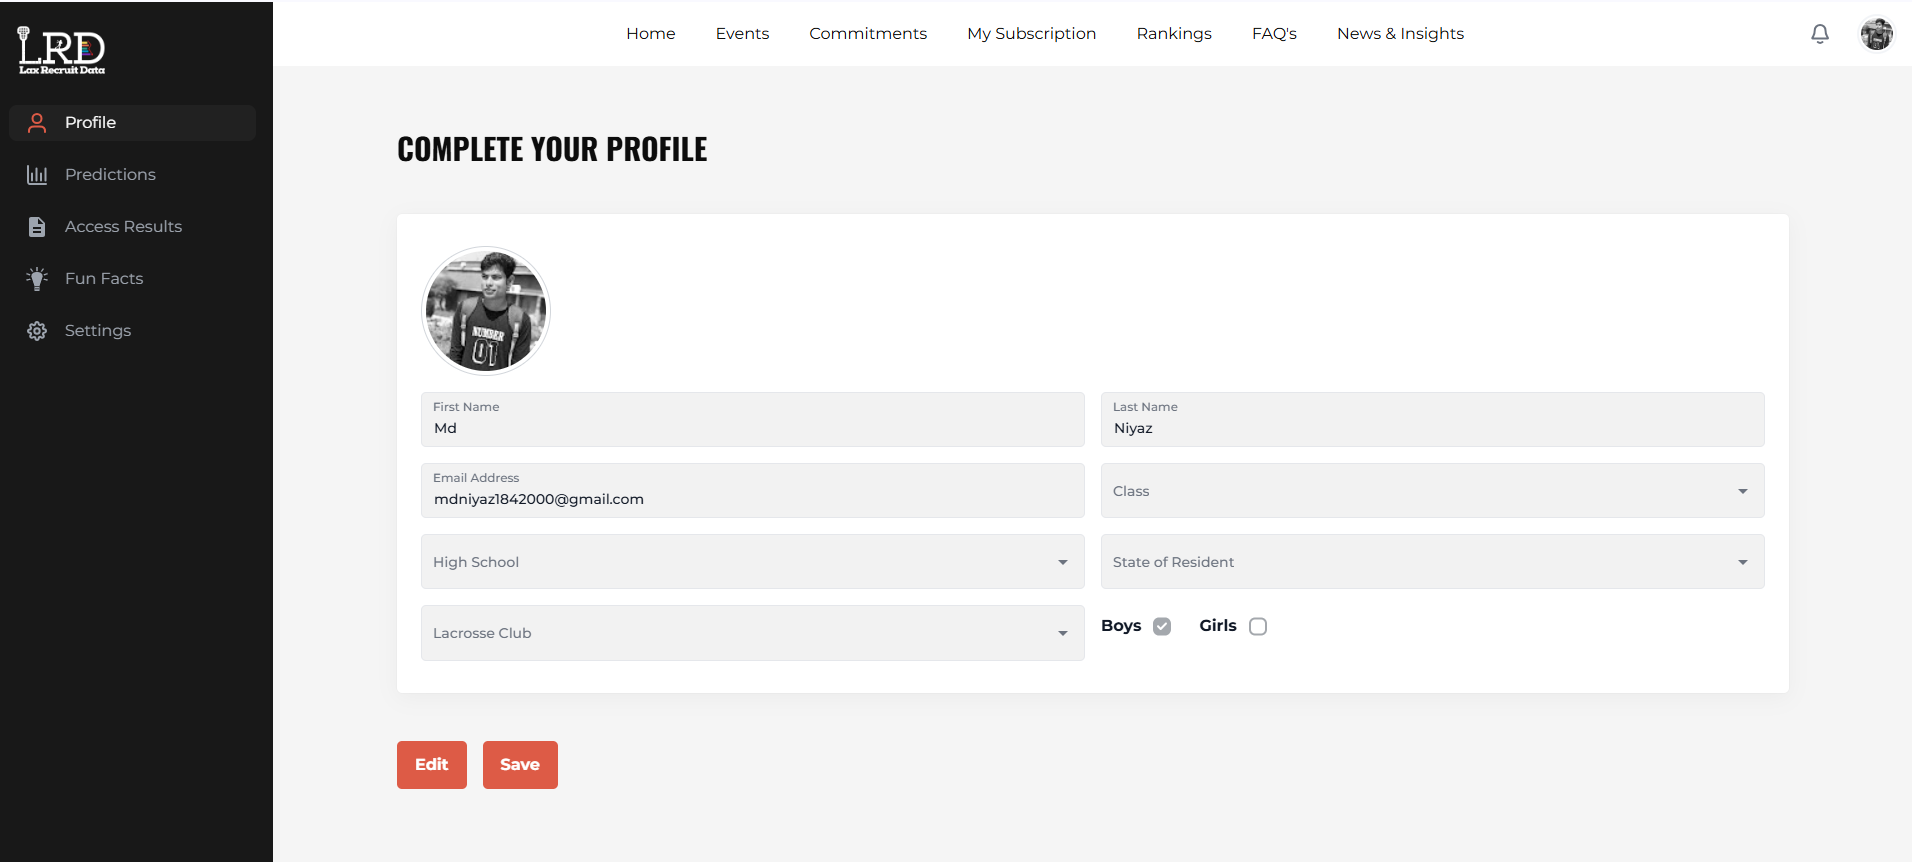 LRD
Lax Recruit Data
Home Events Commitments My Subscription Rankings FAQ's News & Insights
Profile
Predictions
Access Results
Fun Facts
Settings
COMPLETE YOUR PROFILE
NUMBER
01
First Name
Md
Last Name
Niyaz
Email Address
mdniyaz1842000@gmail.com
Class
High School
State of Resident
Lacrosse Club
Boys Girls
Edit Save